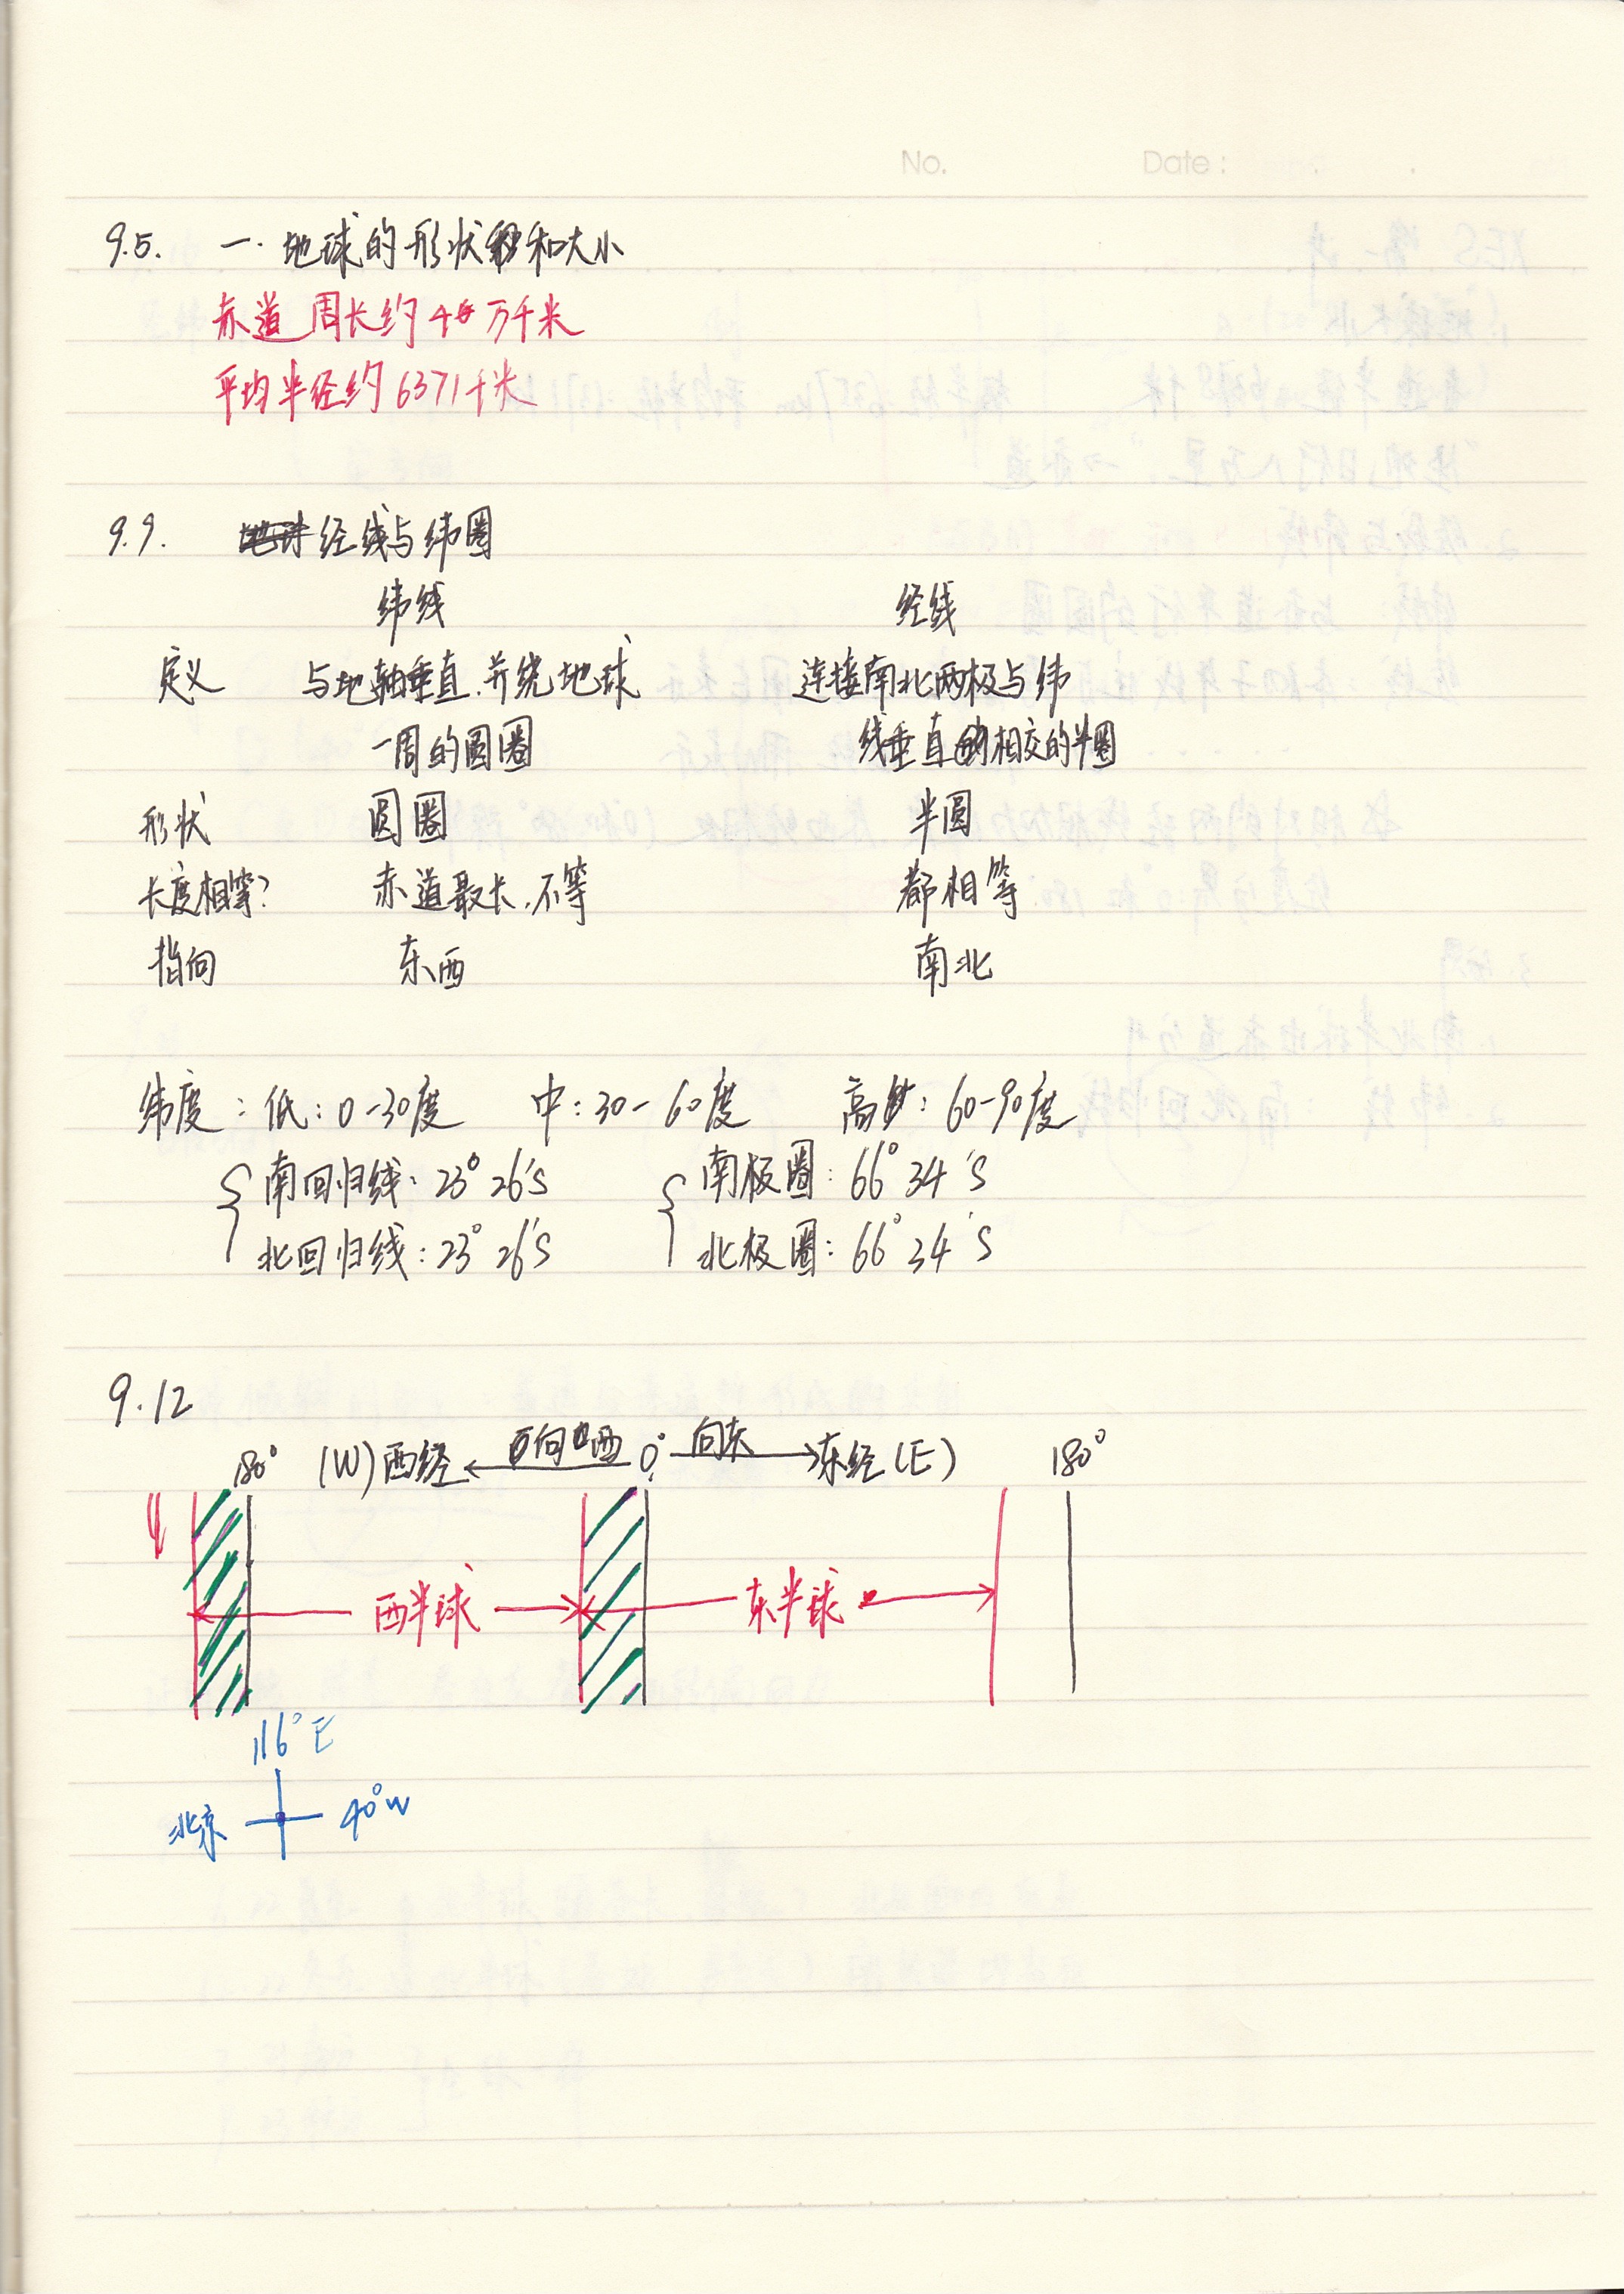 No. Date:
9.5. 一.地球的形状和大小
赤道周长约4万千米
平均半径约6371千米
9.9. 经线与纬圈
纬线 经线
定义 与地轴垂直.并绕地球 连接南北两极与纬
一周的圆圈 线垂直相交的半圆
形状 圆圈 半圆
长度相等? 赤道最长.不等 都相等
指向 东西 南北
纬度:低:0-30度 中:30-60度 高:60-90度
南回归线:23°26′S 南极圈:66°34′S
北回归线:23°26′S 北极圈:66°34′S
9.12
180° (W)西经 向西 0° 向东 东经(E) 180°
西半球 东半球
116°E
北京 40°W